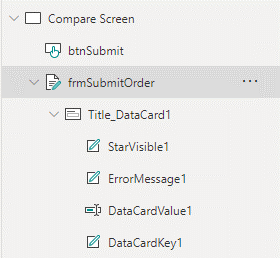 Compare Screen
btnSubmit
frmSubmitOrder
Title_DataCard1
StarVisible1
ErrorMessage1
DataCardValue1
DataCardKey1